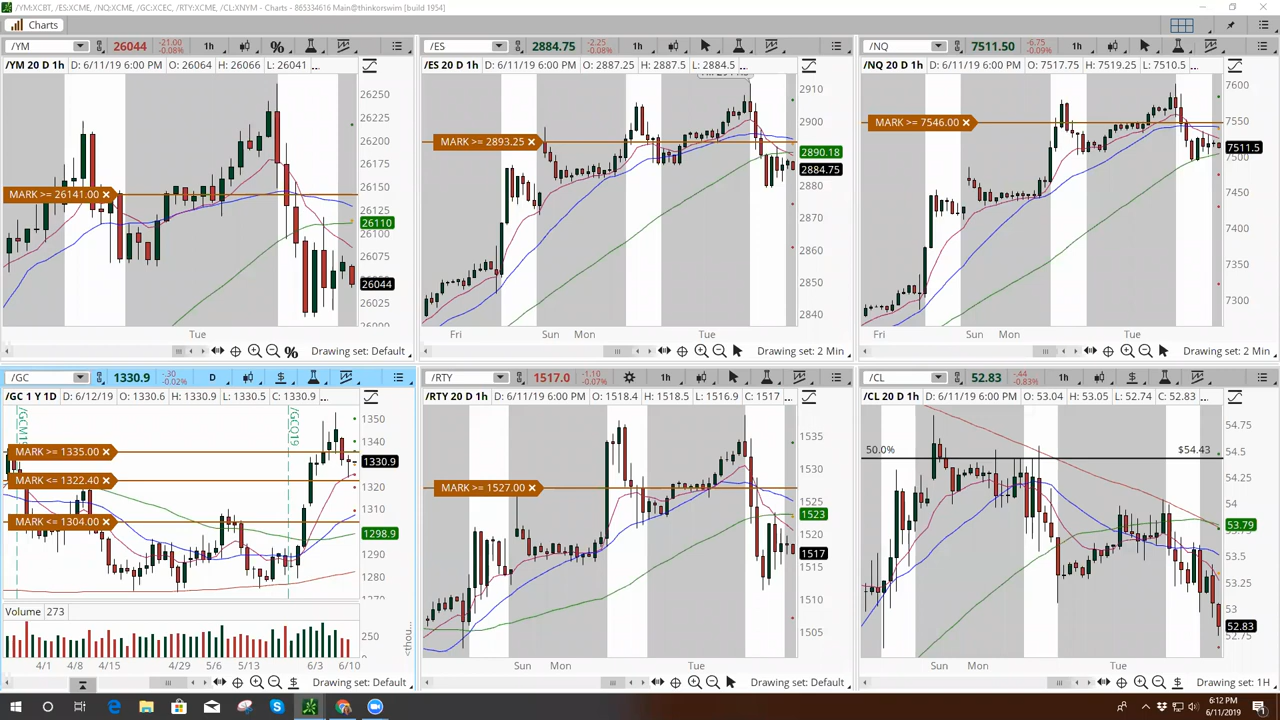 /YM:XCBT, /ES:XCME, /NQ:XCME, /GC:XCEC, /RTY:XCME, /CL:XNYM - Charts - 865334616 Main@thinkorswim [build 1954]
Charts
/YM 26044 -21.00 -0.08% 1h
/YM 20 D 1h D: 6/11/19 6:00 PM O: 26064 H: 26066 L: 26041 ...
26250
26200
26150
26125
26110
26100
26075
26044
26025
26000
MARK >= 26141.00
Tue
Drawing set: Default
/ES 2884.75 -2.25 -0.08% 1h
/ES 20 D 1h D: 6/11/19 6:00 PM O: 2887.25 H: 2887.5 L: 2884.5 ...
2910
2900
2890.18
2884.75
2880
2870
2860
2850
2840
MARK >= 2893.25
Fri Sun Mon Tue
Drawing set: 2 Min
/NQ 7511.50 -6.75 -0.09% 1h
/NQ 20 D 1h D: 6/11/19 6:00 PM O: 7517.75 H: 7519.25 L: 7510.5 ...
7600
7550
7511.5
7500
7450
7400
7350
7300
MARK >= 7546.00
Fri Sun Mon Tue
Drawing set: 2 Min
/GC 1330.9 -.30 -0.02% D
/GC 1 Y 1D D: 6/12/19 O: 1330.6 H: 1330.9 L: 1330.5 C: 1330.9 ...
/GCQ19
1350
1340
1330.9
1320
1310
1298.9
1290
1280
1270
MARK >= 1335.00
MARK <= 1322.40
MARK <= 1304.00
Volume 273
250
4/1 4/8 4/15 4/29 5/6 5/13 6/3 6/10
Drawing set: Default
/RTY 1517.0 -1.10 -0.07% 1h
/RTY 20 D 1h D: 6/11/19 6:00 PM O: 1518.4 H: 1518.5 L: 1516.9 C: 1517 ...
1535
1530
1525
1523
1520
1517
1515
1510
1505
MARK >= 1527.00
Sun Mon Tue
Drawing set: Default
/CL 52.83 -.44 -0.83% 1h
/CL 20 D 1h D: 6/11/19 6:00 PM O: 53.04 H: 53.05 L: 52.74 C: 52.83 ...
50.0% $54.43
54.75
54.5
54.25
54
53.79
53.5
53.25
53
52.83
52.75
Sun Mon Tue
Drawing set: 1H
6:12 PM
6/11/2019